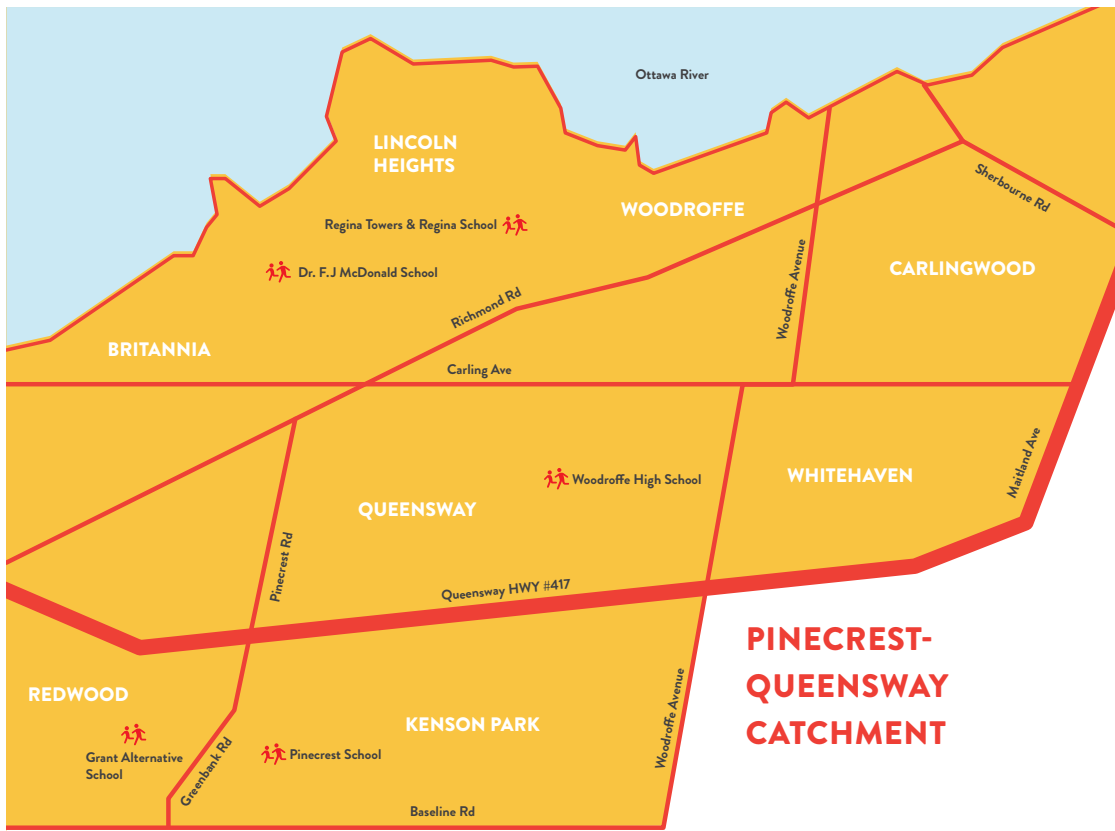 Ottawa River
LINCOLN
HEIGHTS
Sherbourne Rd
WOODROFFE
Regina Towers & Regina School
CARLINGWOOD
Dr. F.J McDonald School
Woodroffe Avenue
Richmond Rd
BRITANNIA
Carling Ave
Maitland Ave
WHITEHAVEN
Woodroffe High School
QUEENSWAY
Pinecrest Rd
Queensway HWY #417
PINECREST-
QUEENSWAY
CATCHMENT
REDWOOD
KENSON PARK
Woodroffe Avenue
Grant Alternative
School
Greenbank Rd
Pinecrest School
Baseline Rd